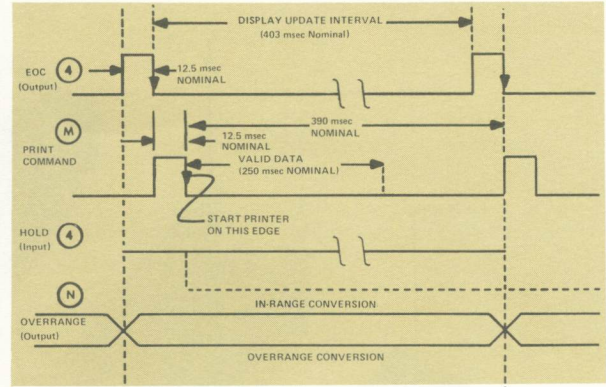 DISPLAY UPDATE INTERVAL
(403 msec Nominal)
EOC 4
(Output)
12.5 msec
NOMINAL
M
390 msec
NOMINAL
12.5 msec
NOMINAL
PRINT
COMMAND
VALID DATA
(250 msec NOMINAL)
START PRINTER
ON THIS EDGE
HOLD 4
(Input)
N
IN-RANGE CONVERSION
OVERRANGE
(Output)
OVERRANGE CONVERSION